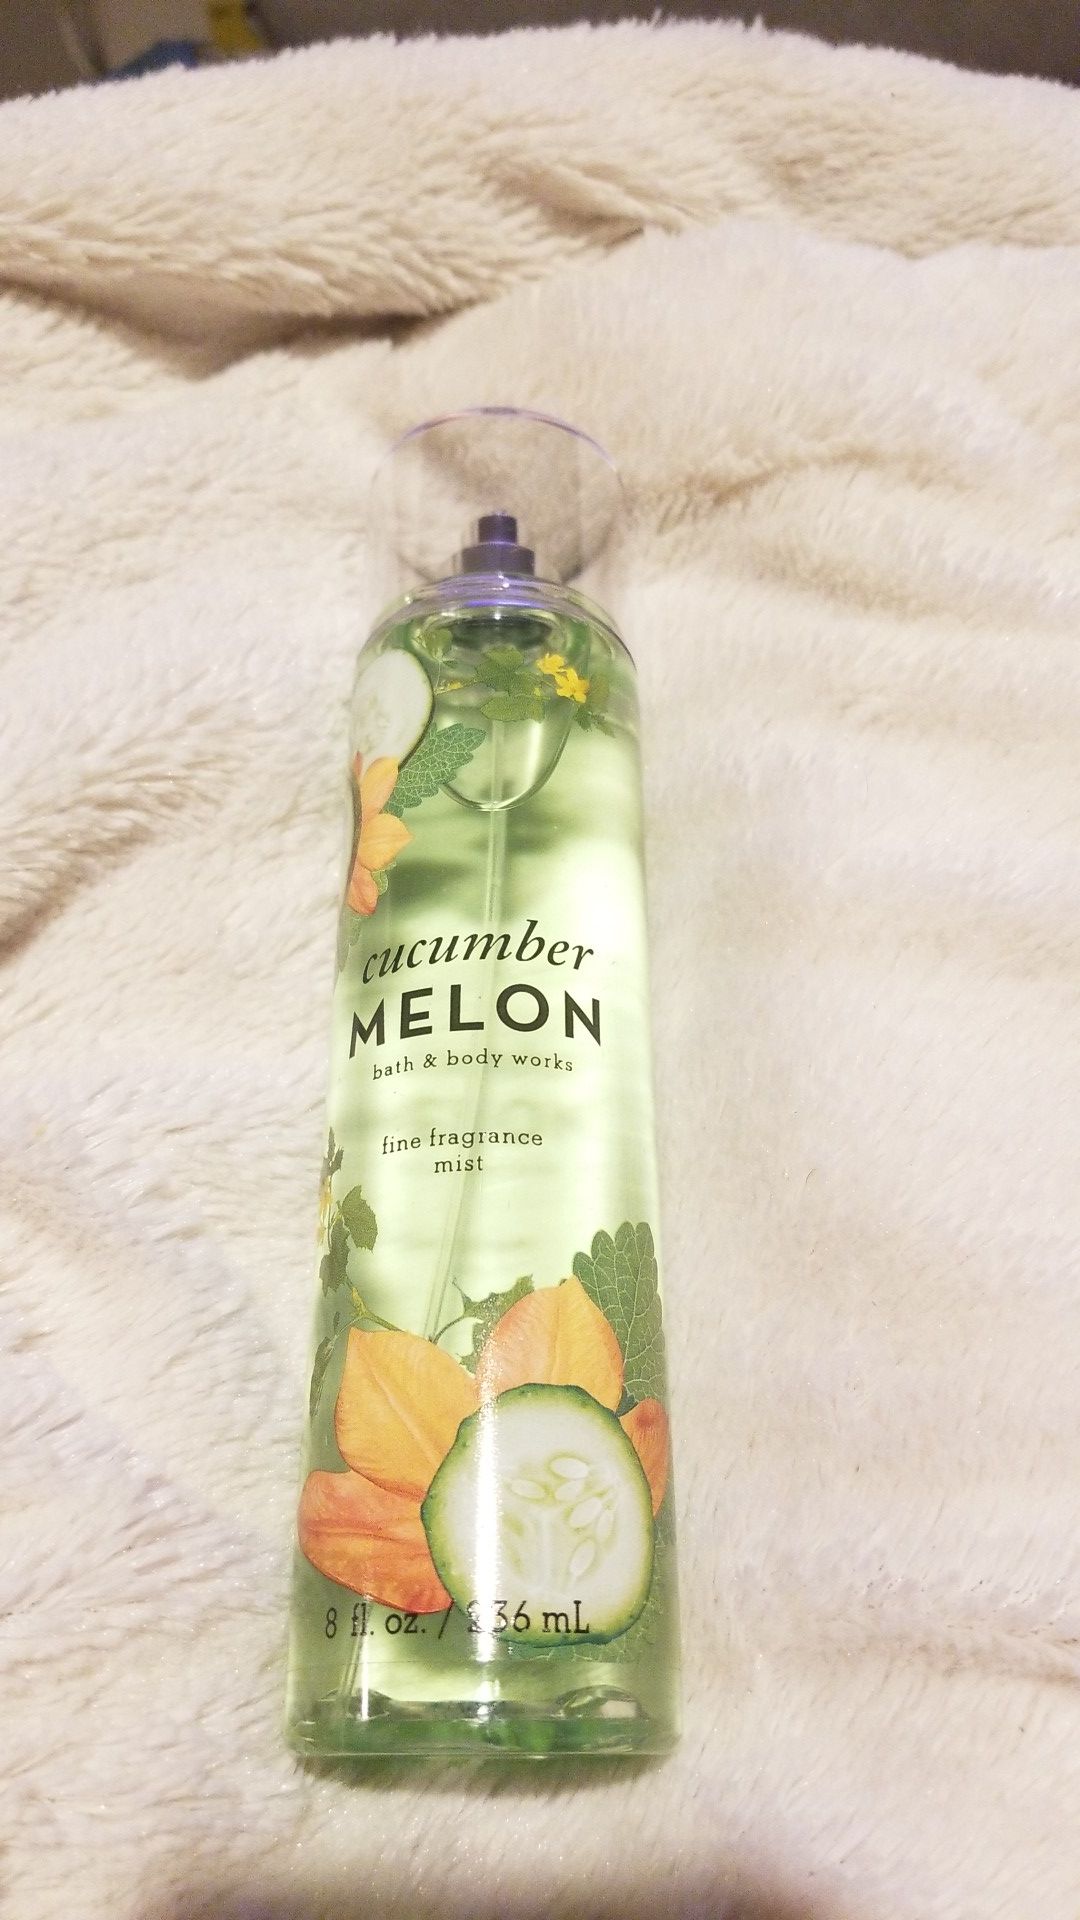 cucumber
MELON
bath & body works
fine fragrance
mist
8 fl. oz. / 236 mL